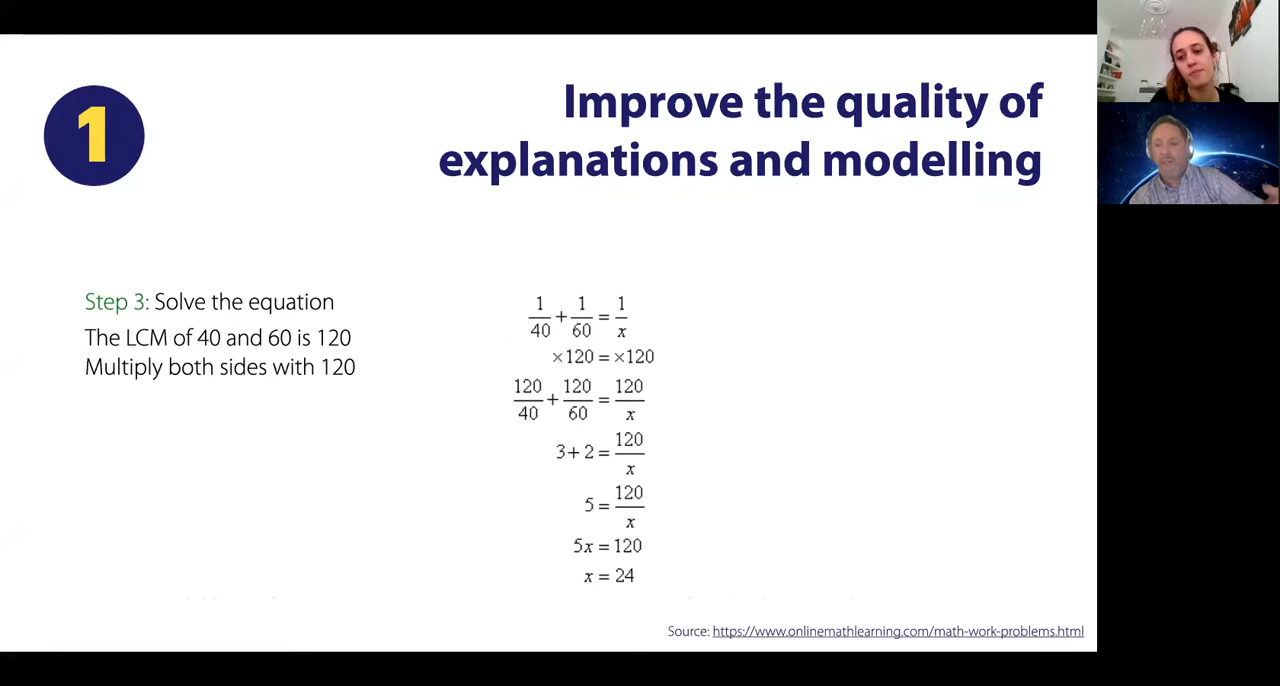 1
Improve the quality of
explanations and modelling
Step 3: Solve the equation
The LCM of 40 and 60 is 120
Multiply both sides with 120
1/40 + 1/60 = 1/x
×120 = ×120
120/40 + 120/60 = 120/x
3 + 2 = 120/x
5 = 120/x
5x = 120
x = 24
Source: https://www.onlinemathlearning.com/math-work-problems.html